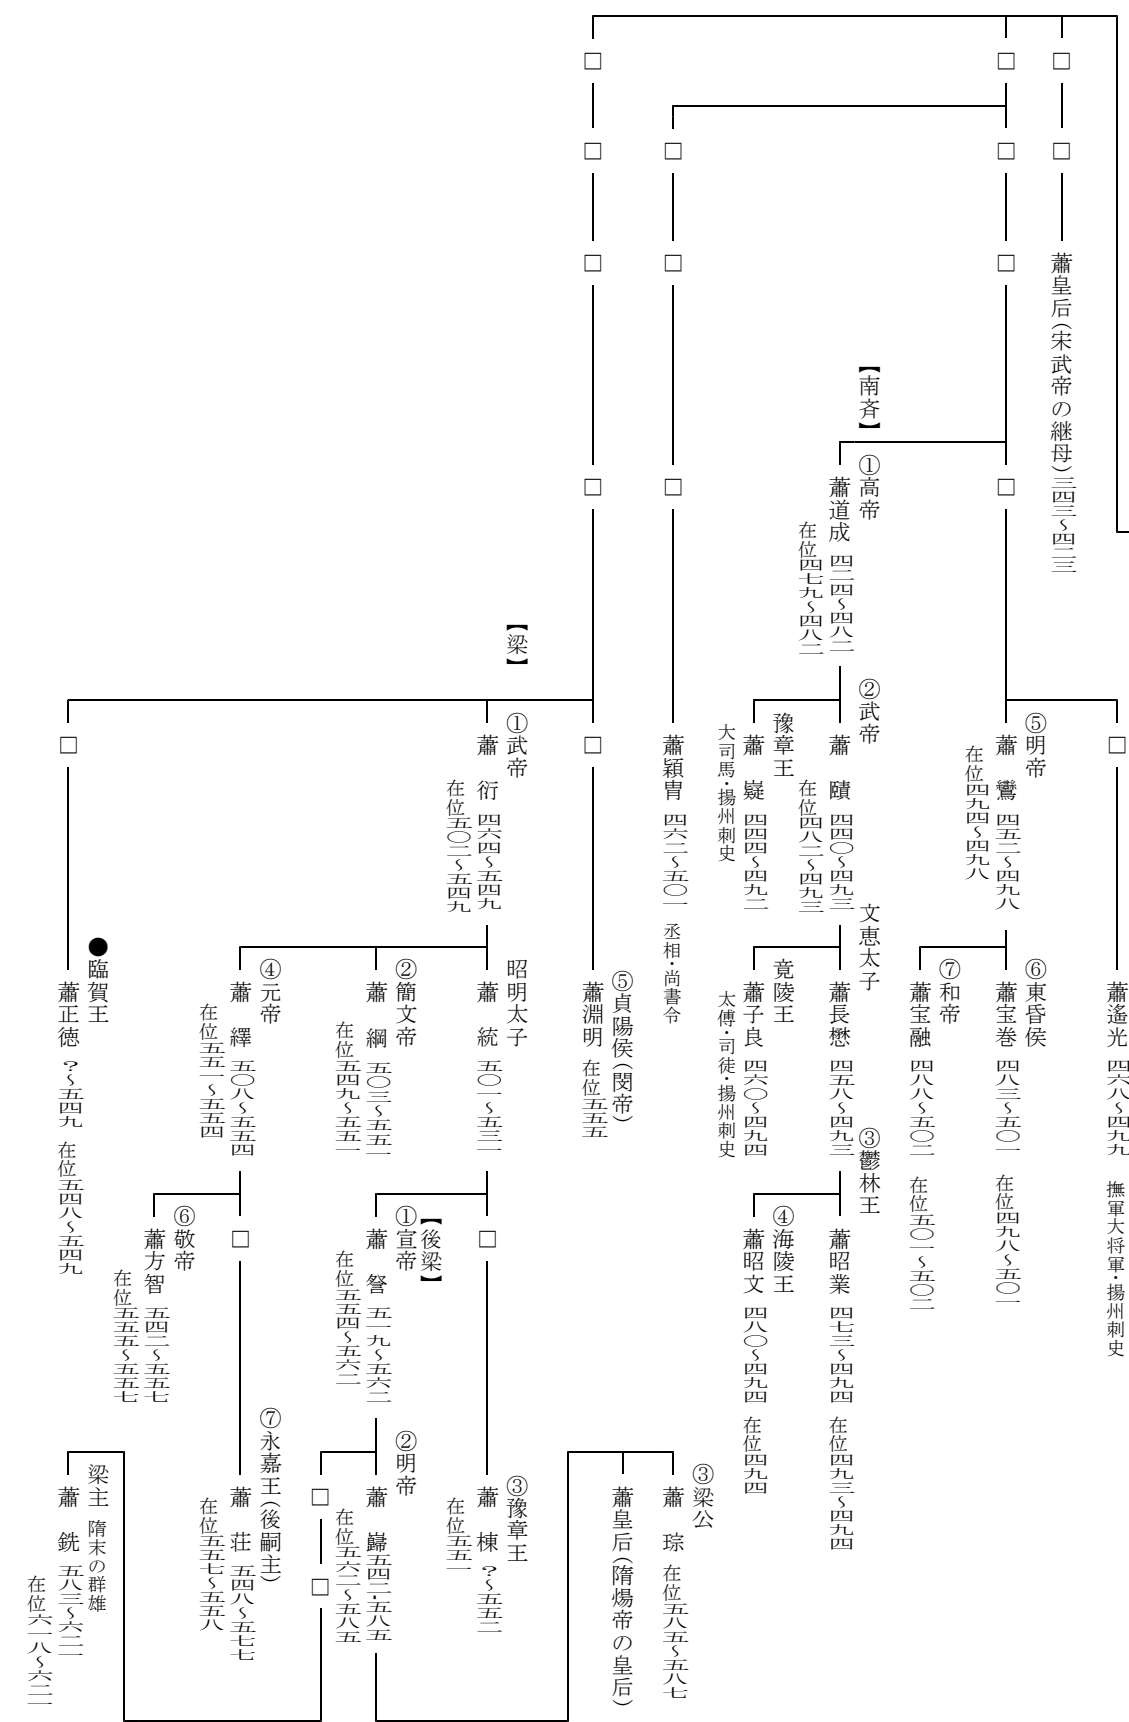 □
□
蕭皇后(宋武帝の継母)三四三～四二三
□
□
□
□
□
蕭遙光 四六八～四九九 撫軍大将軍・揚州刺史
⑤明帝
蕭 鸞 四五二～四九八
在位四九四～四九八
⑥東昏侯
蕭宝巻 四八三～五〇一 在位四九八～五〇一
⑦和帝
蕭宝融 四八八～五〇二 在位五〇一～五〇二
【南斉】
①高帝
蕭道成 四二四～四八二
在位四七九～四八二
②武帝
蕭 賾 四四〇～四九三
在位四八二～四九三
豫章王
蕭 嶷 四四四～四九二
大司馬・揚州刺史
文恵太子
蕭長懋 四五八～四九三
竟陵王
蕭子良 四六〇～四九四
太傅・司徒・揚州刺史
③鬱林王
蕭昭業 四七三～四九四 在位四九三～四九四
④海陵王
蕭昭文 四八〇～四九四 在位四九四
□
□
□
蕭穎冑 四六二～五〇一 丞相・尚書令
□
□
□
□
□
⑤貞陽侯(閔帝)
蕭淵明 在位五五五
【梁】
①武帝
蕭 衍 四六四～五四九
在位五〇二～五四九
昭明太子
蕭 統 五〇一～五三一
②簡文帝
蕭 綱 五〇三～五五一
在位五四九～五五一
④元帝
蕭 繹 五〇八～五五四
在位五五一～五五四
□
●臨賀王
蕭正徳 ?～五四九 在位五四八～五四九
□
③豫章王
蕭 棟 ?～五五二
在位五五一
【後梁】
①宣帝
蕭 詧 五一九～五六二
在位五五四～五六二
②明帝
蕭 巋 五四二・五八五
在位五六二～五八五
③梁公
蕭 琮 在位五八五～五八七
蕭皇后(隋煬帝の皇后)
□
□
□
⑦永嘉王(後嗣主)
蕭 荘 五四八～五七七
在位五五七～五五八
⑥敬帝
蕭方智 五四二～五五七
在位五五五～五五七
梁主 隋末の群雄
蕭 銑 五八三～六二一
在位六一八～六二一